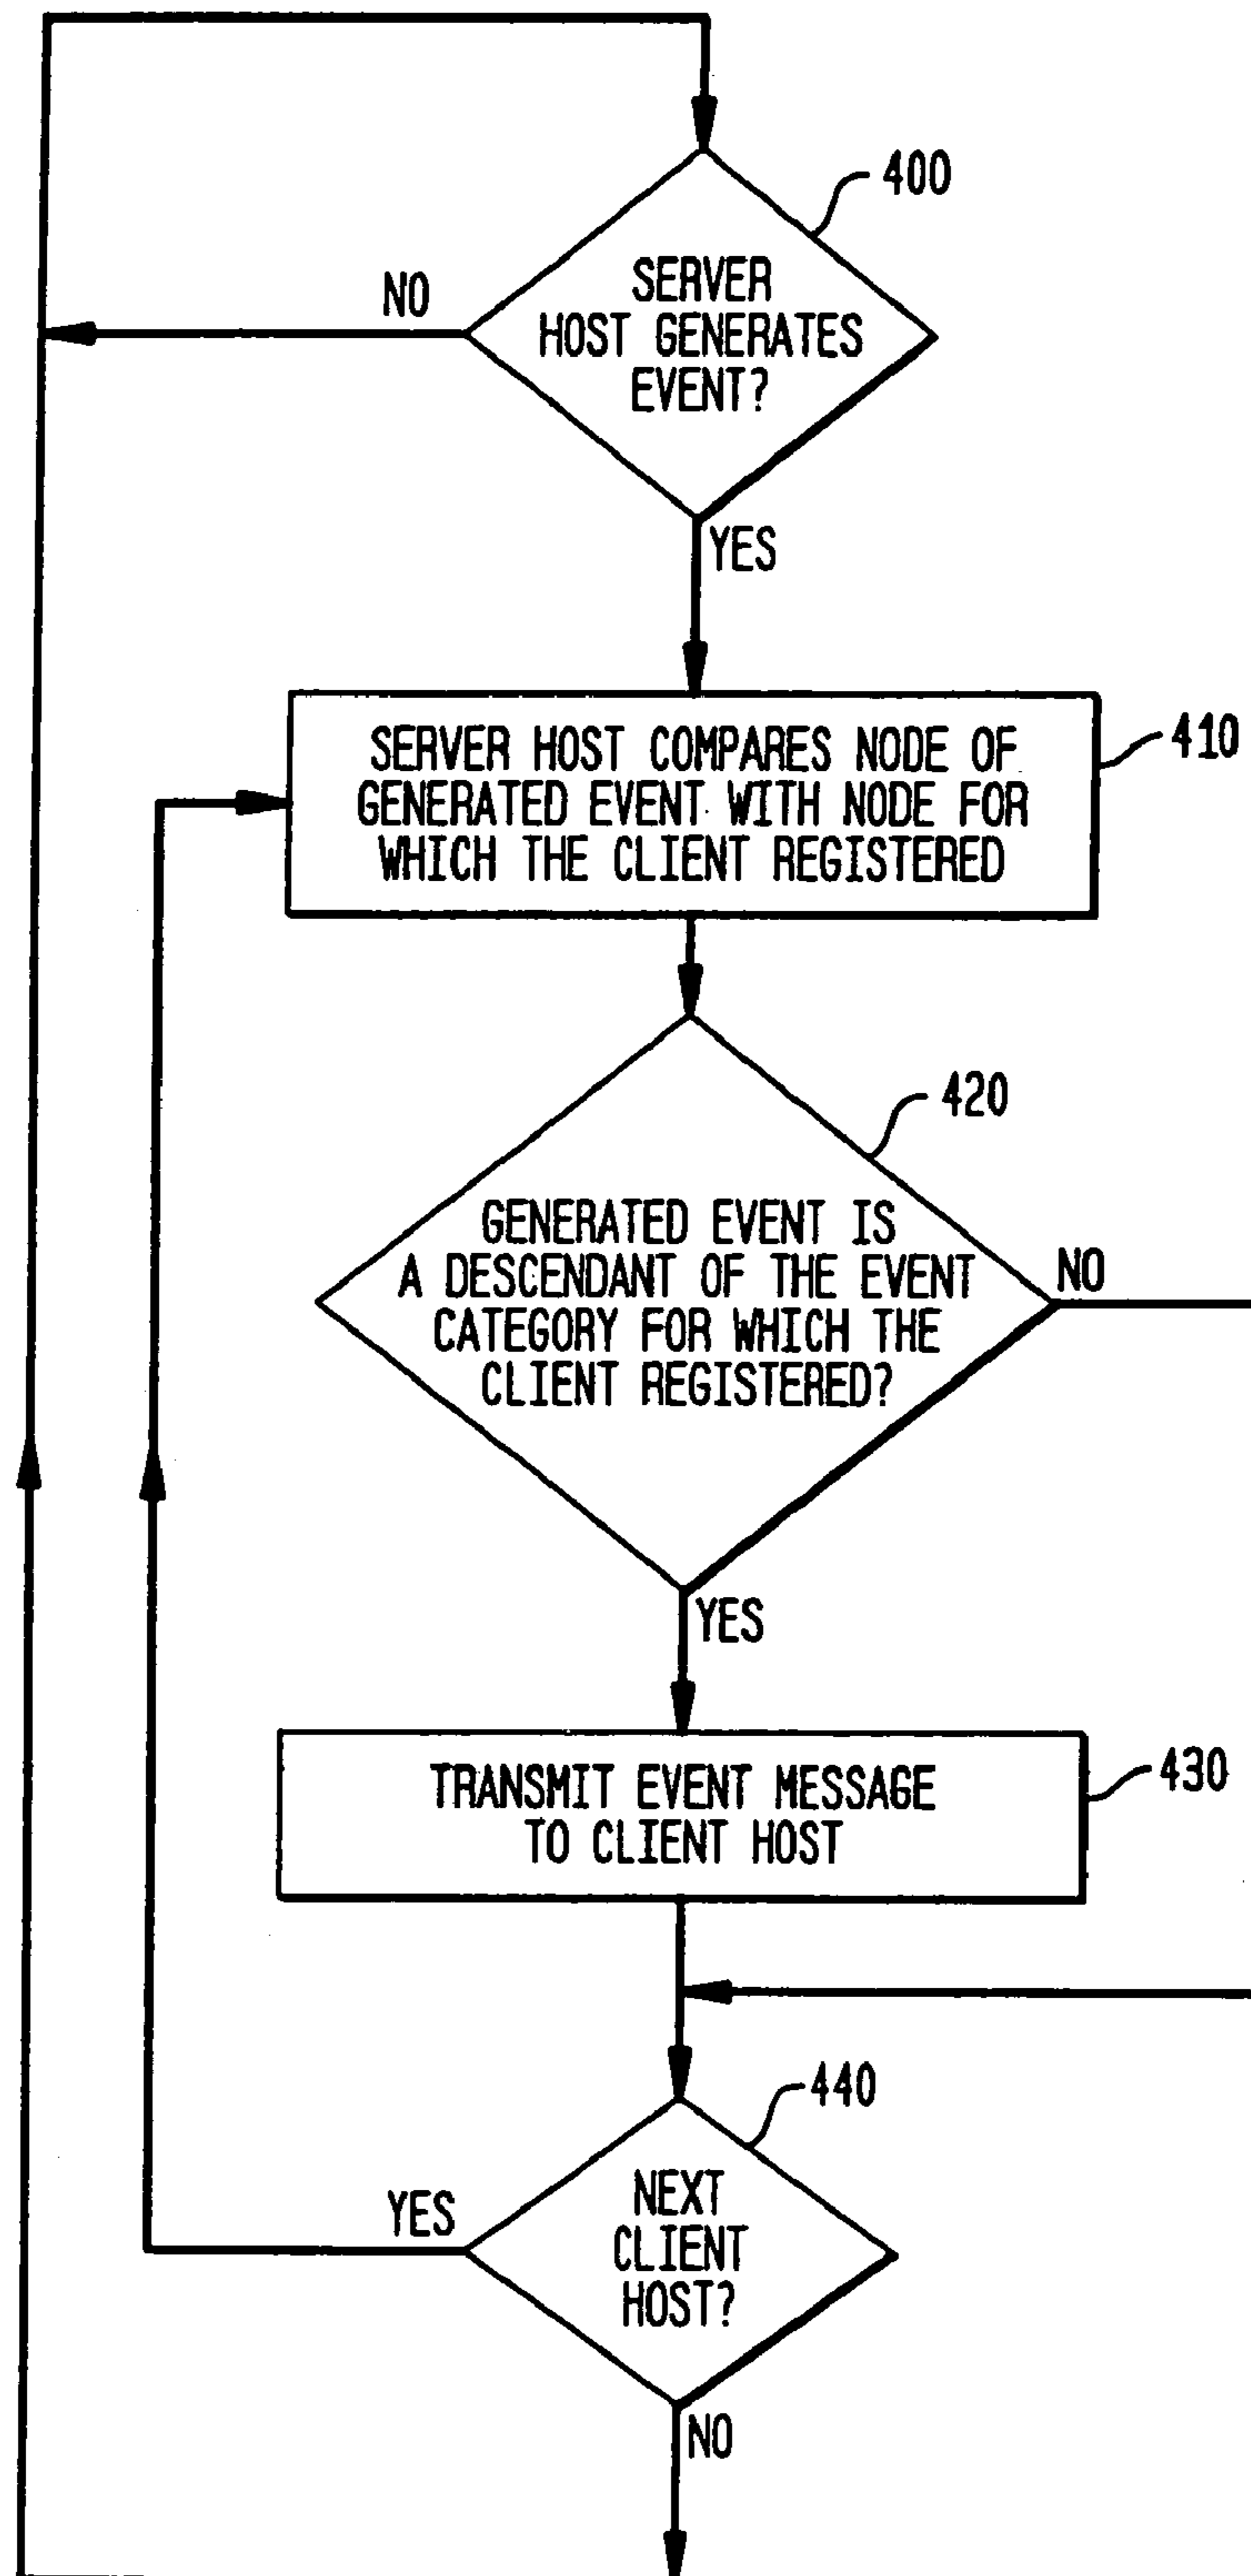 400
SERVER
HOST GENERATES
EVENT?
NO
YES
SERVER HOST COMPARES NODE OF
GENERATED EVENT WITH NODE FOR
WHICH THE CLIENT REGISTERED
410
420
GENERATED EVENT IS
A DESCENDANT OF THE EVENT
CATEGORY FOR WHICH THE
CLIENT REGISTERED?
NO
YES
TRANSMIT EVENT MESSAGE
TO CLIENT HOST
430
440
NEXT
CLIENT
HOST?
YES
NO